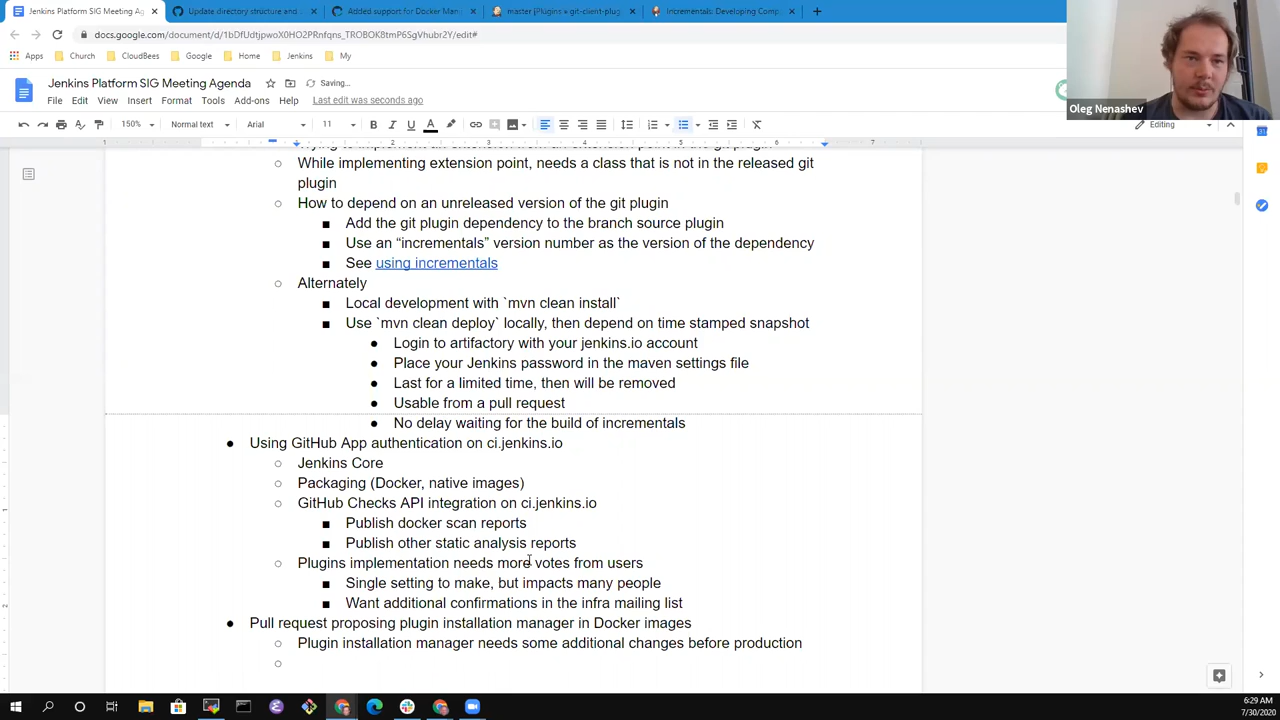 Jenkins Platform SIG Meeting Ag
Update directory structure and
Added support for Docker Man
master [Plugins » git-client-plug
Incrementals: Developing Comp
docs.google.com/document/d/1bDfUdtjpwoX0HO2PRnfqns_TROBOK8tmP6SgVhubr2Y/edit#
Apps
Church
CloudBees
Google
Home
Jenkins
My
Oleg Nenashev
Jenkins Platform SIG Meeting Agenda
Saving...
File Edit View Insert Format Tools Add-ons Help Last edit was seconds ago
150% Normal text Arial 11 B I U A Editing
1 1 2 3 4 5 6 7
While implementing extension point, needs a class that is not in the released git
plugin
How to depend on an unreleased version of the git plugin
Add the git plugin dependency to the branch source plugin
Use an “incrementals” version number as the version of the dependency
See using incrementals
Alternately
Local development with `mvn clean install`
Use `mvn clean deploy` locally, then depend on time stamped snapshot
Login to artifactory with your jenkins.io account
Place your Jenkins password in the maven settings file
Last for a limited time, then will be removed
Usable from a pull request
No delay waiting for the build of incrementals
Using GitHub App authentication on ci.jenkins.io
Jenkins Core
Packaging (Docker, native images)
GitHub Checks API integration on ci.jenkins.io
Publish docker scan reports
Publish other static analysis reports
Plugins implementation needs more votes from users
Single setting to make, but impacts many people
Want additional confirmations in the infra mailing list
Pull request proposing plugin installation manager in Docker images
Plugin installation manager needs some additional changes before production
6:29 AM
7/30/2020